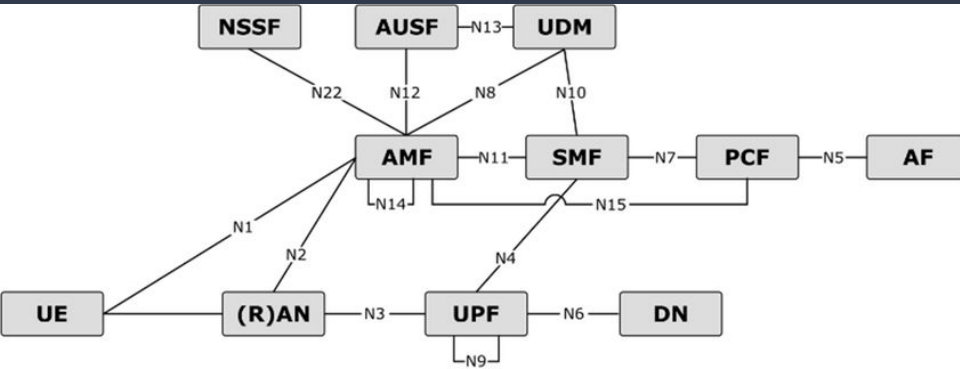 NSSF
AUSF
N13
UDM
N22
N12
N8
N10
AMF
N11
SMF
N7
PCF
N5
AF
N14
N15
N1
N2
N4
UE
(R)AN
N3
UPF
N6
DN
N9